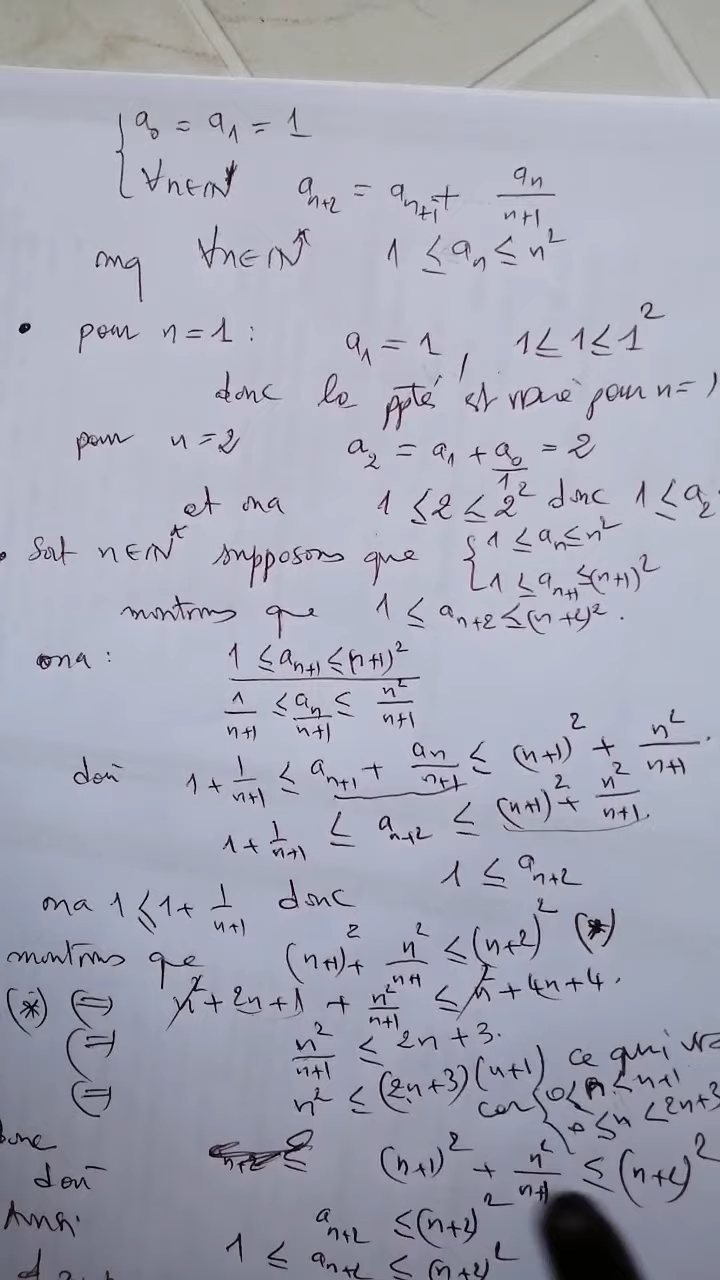 { a₀ = a₁ = 1
{ ∀n∈ℕ* a_{n+2} = a_{n+1} + a_n/(n+1)
mq ∀n∈ℕ* 1 ≤ a_n ≤ n²
• pour n=1 : a₁ = 1, 1 ≤ 1 ≤ 1²
donc la ppté est vraie pour n=1
pour n=2 a₂ = a₁ + a₀/1 = 2
et ona 1 ≤ 2 ≤ 2² donc 1 ≤ a₂
• Soit n∈ℕ* supposons que { 1 ≤ a_n ≤ n²
{ 1 ≤ a_{n+1} ≤ (n+1)²
montrons que 1 ≤ a_{n+2} ≤ (n+2)².
ona : 1 ≤ a_{n+1} ≤ (n+1)²
1/(n+1) ≤ a_n/(n+1) ≤ n²/(n+1)
d'où 1 + 1/(n+1) ≤ a_{n+1} + a_n/(n+1) ≤ (n+1)² + n²/(n+1).
1 + 1/(n+1) ≤ a_{n+2} ≤ (n+1)² + n²/(n+1).
ona 1 ≤ 1 + 1/(n+1) donc 1 ≤ a_{n+2}
montrons que (n+1)² + n²/(n+1) ≤ (n+2)² (*)
(*) ⇔ n² + 2n + 1 + n²/(n+1) ≤ n² + 4n + 4.
⇔ n²/(n+1) ≤ 2n + 3.
⇔ n² ≤ (2n+3)(n+1) ce qui
car { 0 ≤ n ≤ n+1
{ 0 ≤ n < 2n+3
donc (n+1)² + n²/(n+1) ≤ (n+2)²
d'où a_{n+2} ≤ (n+2)²
Ainsi 1 ≤ a_{n+2} ≤ (n+2)²